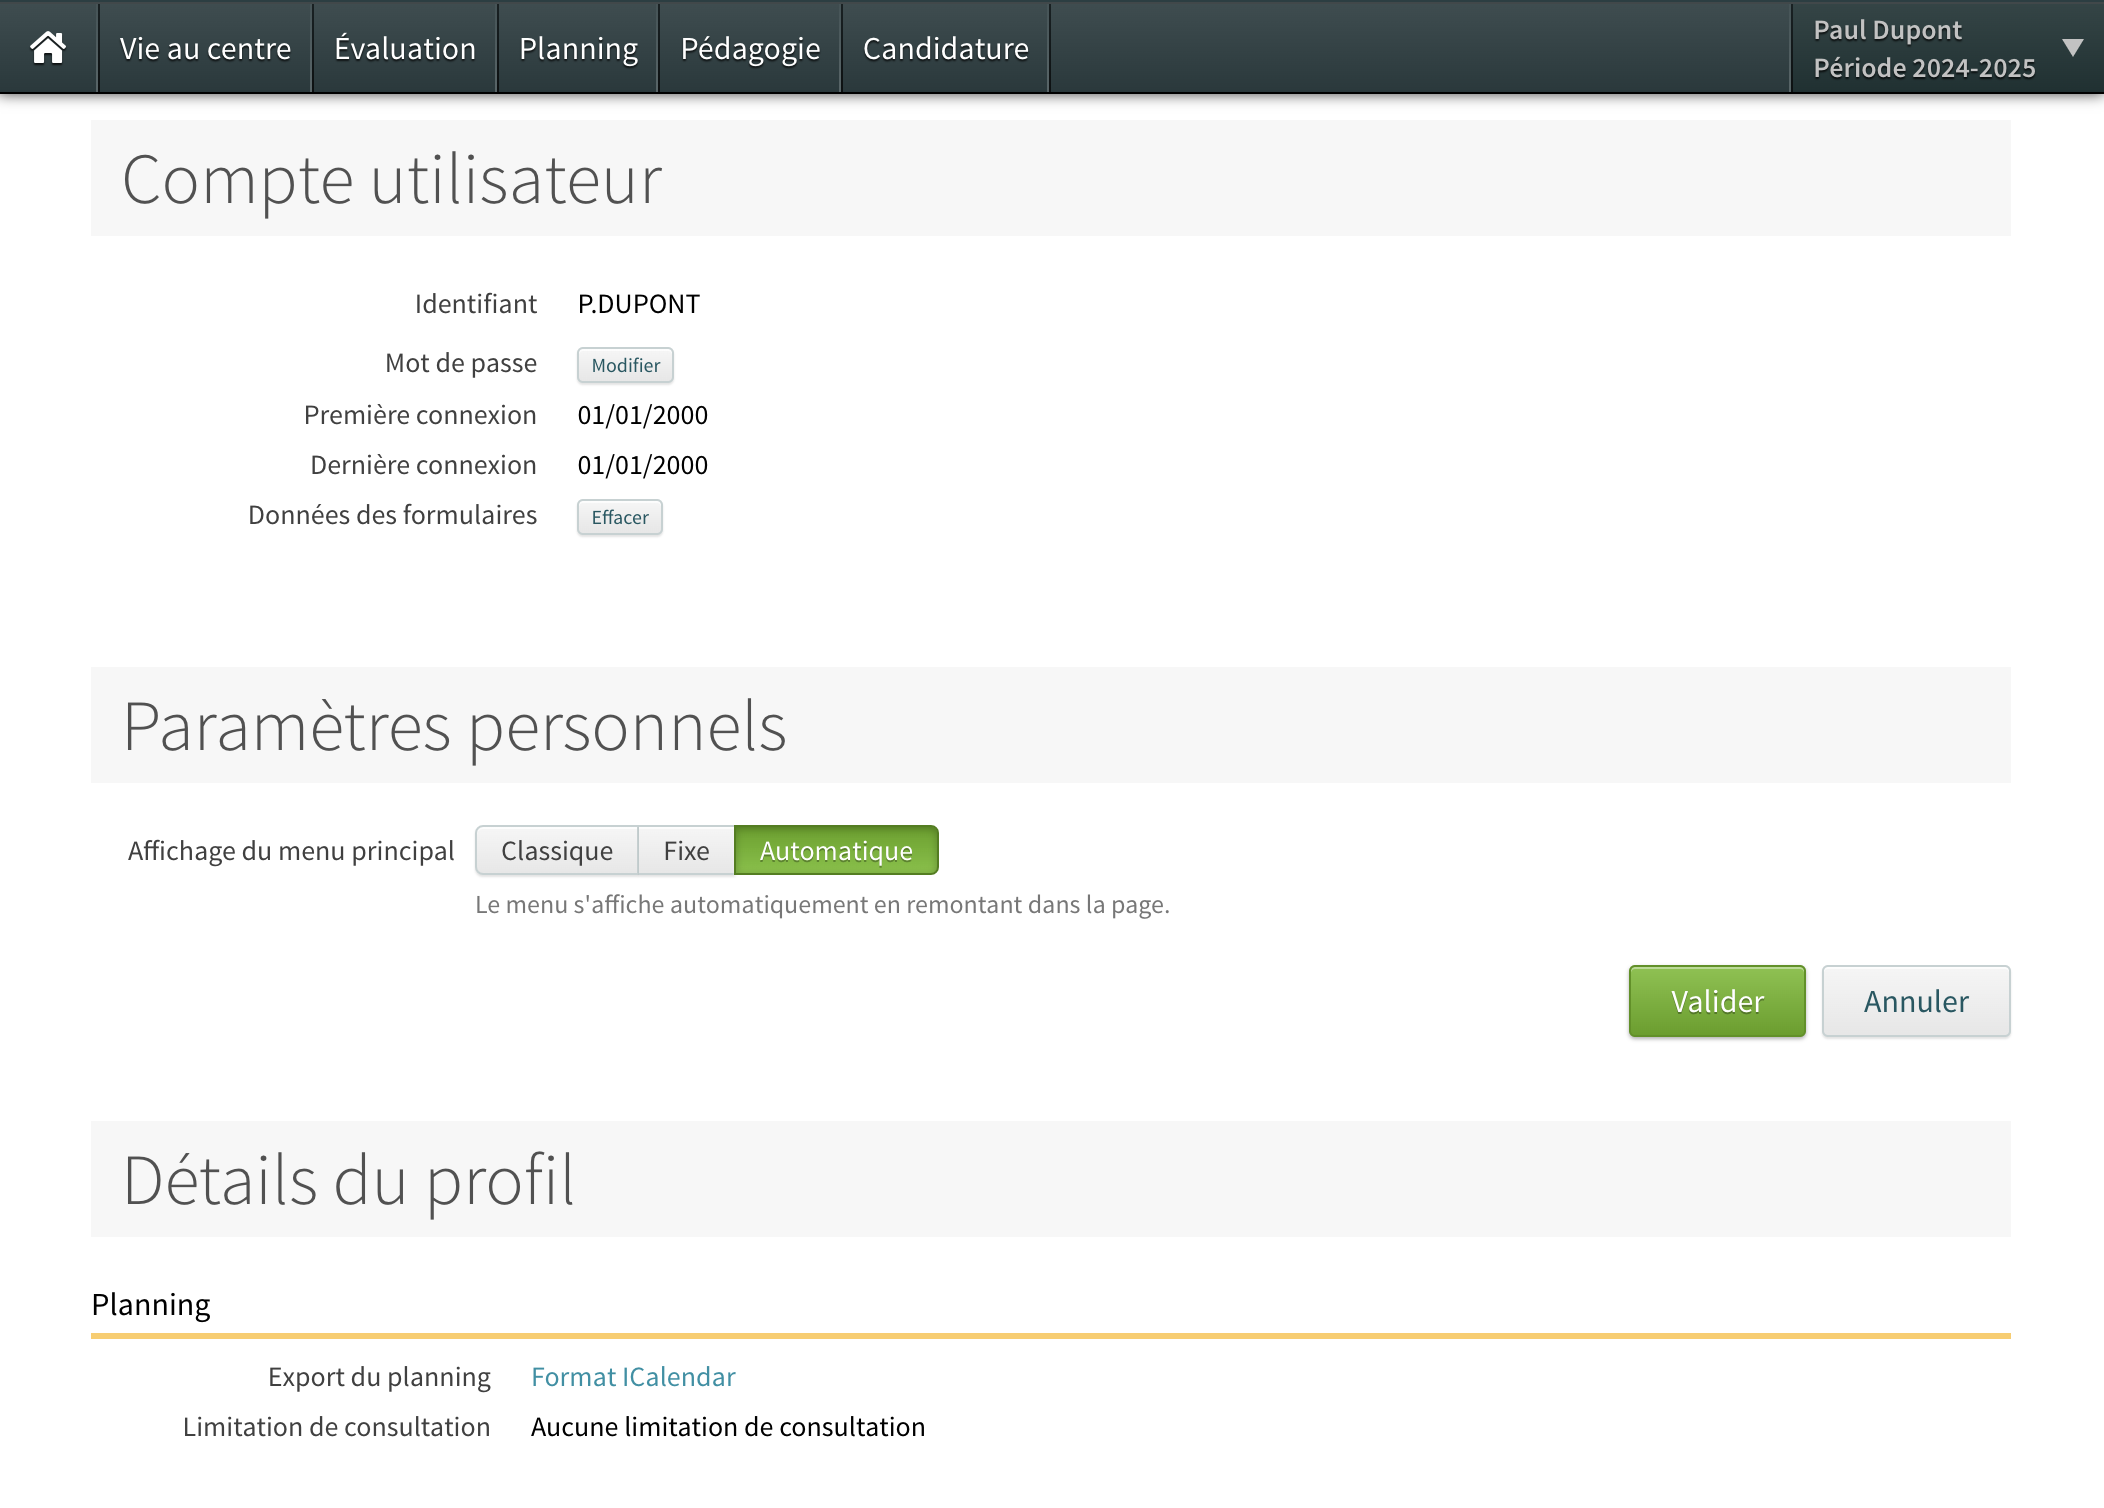 Vie au centre
Évaluation
Planning
Pédagogie
Candidature
Paul Dupont
Période 2024-2025
Compte utilisateur
Identifiant P.DUPONT
Mot de passe Modifier
Première connexion 01/01/2000
Dernière connexion 01/01/2000
Données des formulaires Effacer
Paramètres personnels
Affichage du menu principal Classique Fixe Automatique
Le menu s'affiche automatiquement en remontant dans la page.
Valider Annuler
Détails du profil
Planning
Export du planning Format ICalendar
Limitation de consultation Aucune limitation de consultation